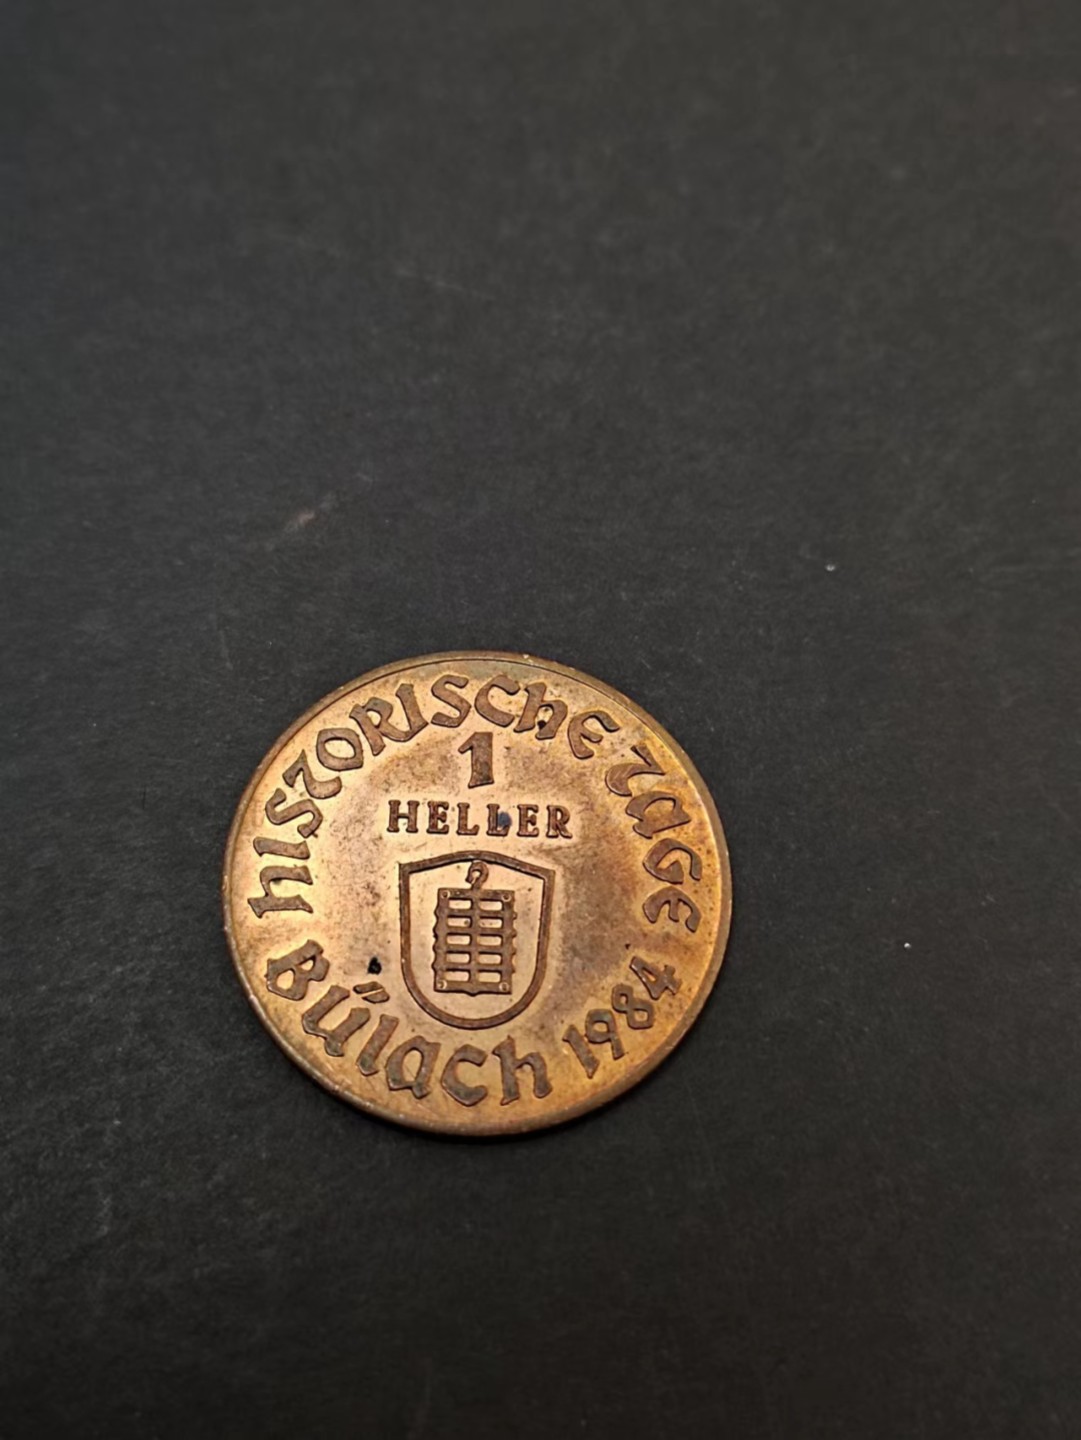 hISTORISChE TAGE
1
HELLER
Bülach 1984